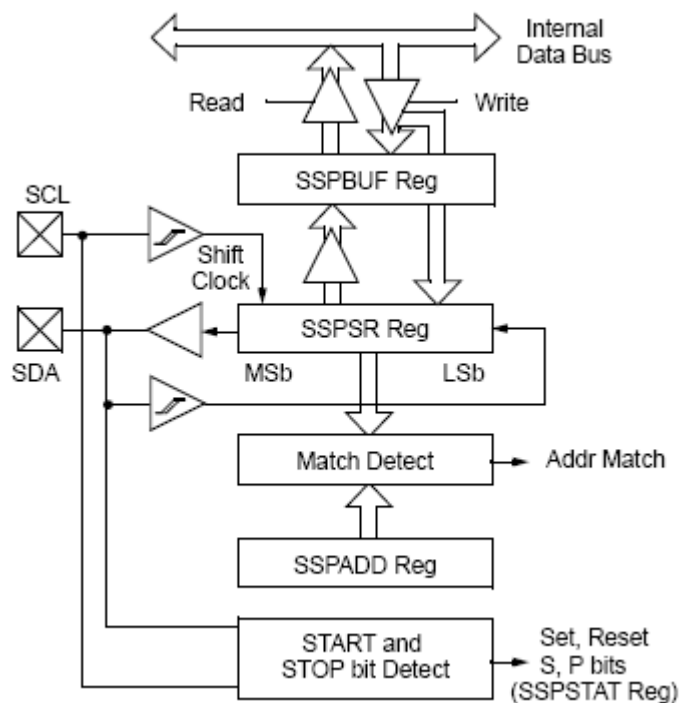 Internal
Data Bus
Read
Write
SSPBUF Reg
SCL
Shift
Clock
SSPSR Reg
SDA
MSb
LSb
Match Detect
Addr Match
SSPADD Reg
START and
STOP bit Detect
Set, Reset
S, P bits
(SSPSTAT Reg)